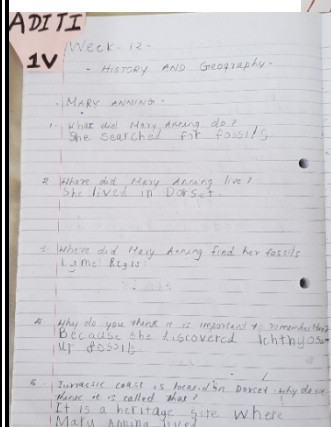 ADITI
1V
Week - 12 -
- HISTORY AND Geography -
- MARY ANNING -
1. What did Mary Anning do?
She searched for fossils
2. Where did Mary Anning live?
She lived in Dorset.
3. Where did Mary Anning find her fossils
Lyme Regis.
4. Why do you think it is important to remember
Because she discovered Ichthyosa
ur fossils.
5. Jurassic coast is located in Dorset. Why do we
think it is called that?
It is a heritage site where
Mary Anning lived